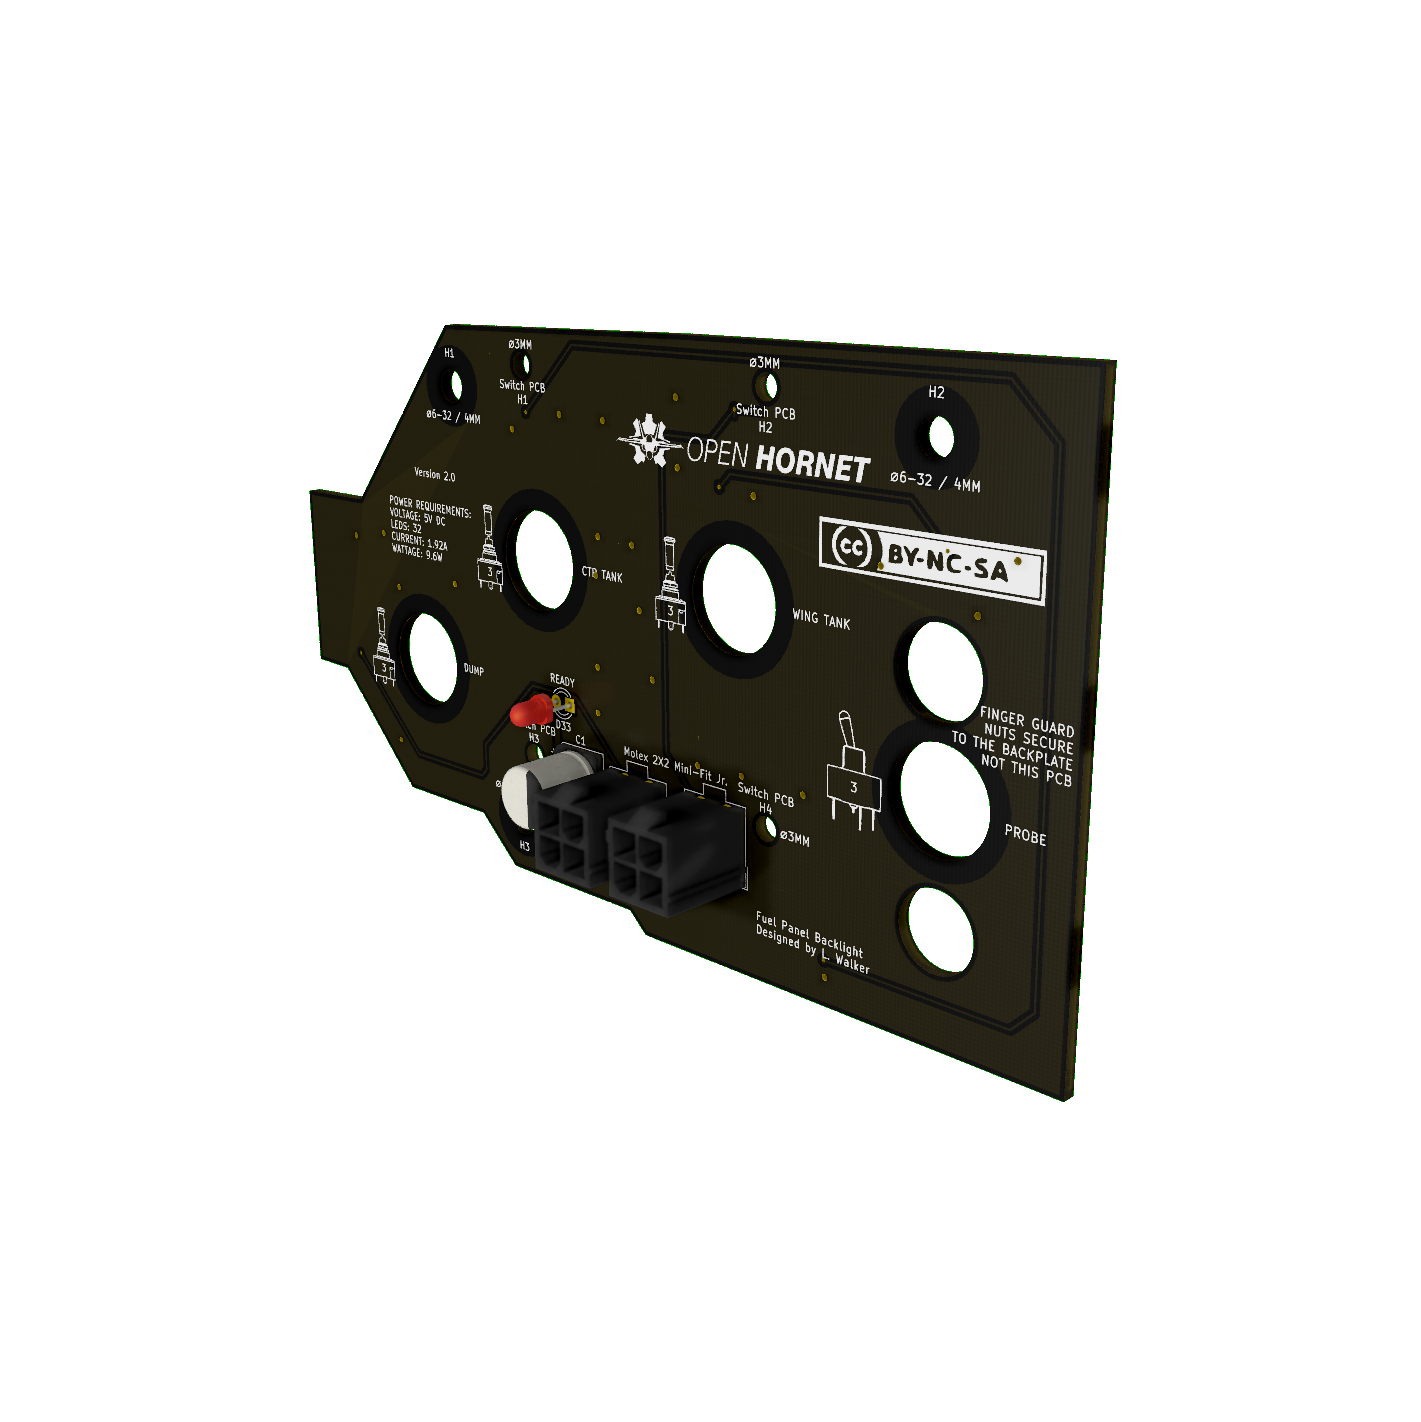 H1
ø3MM
Switch PCB
H1
ø6-32 / 4MM
ø3MM
Switch PCB
H2
H2
ø6-32 / 4MM
OPEN HORNET
Version 2.0
POWER REQUIREMENTS:
VOLTAGE: 5V DC
LEDS: 32
CURRENT: 1.92A
WATTAGE: 9.6W
3
CTR TANK
3
WING TANK
cc BY-NC-SA
3
DUMP
READY
D33
PCB
H3
C1
Molex 2X2 Mini-Fit Jr.
Switch PCB
H4
ø3MM
H3
FINGER GUARD
NUTS SECURE
TO THE BACKPLATE
NOT THIS PCB
3
PROBE
Fuel Panel Backlight
Designed by L. Walker